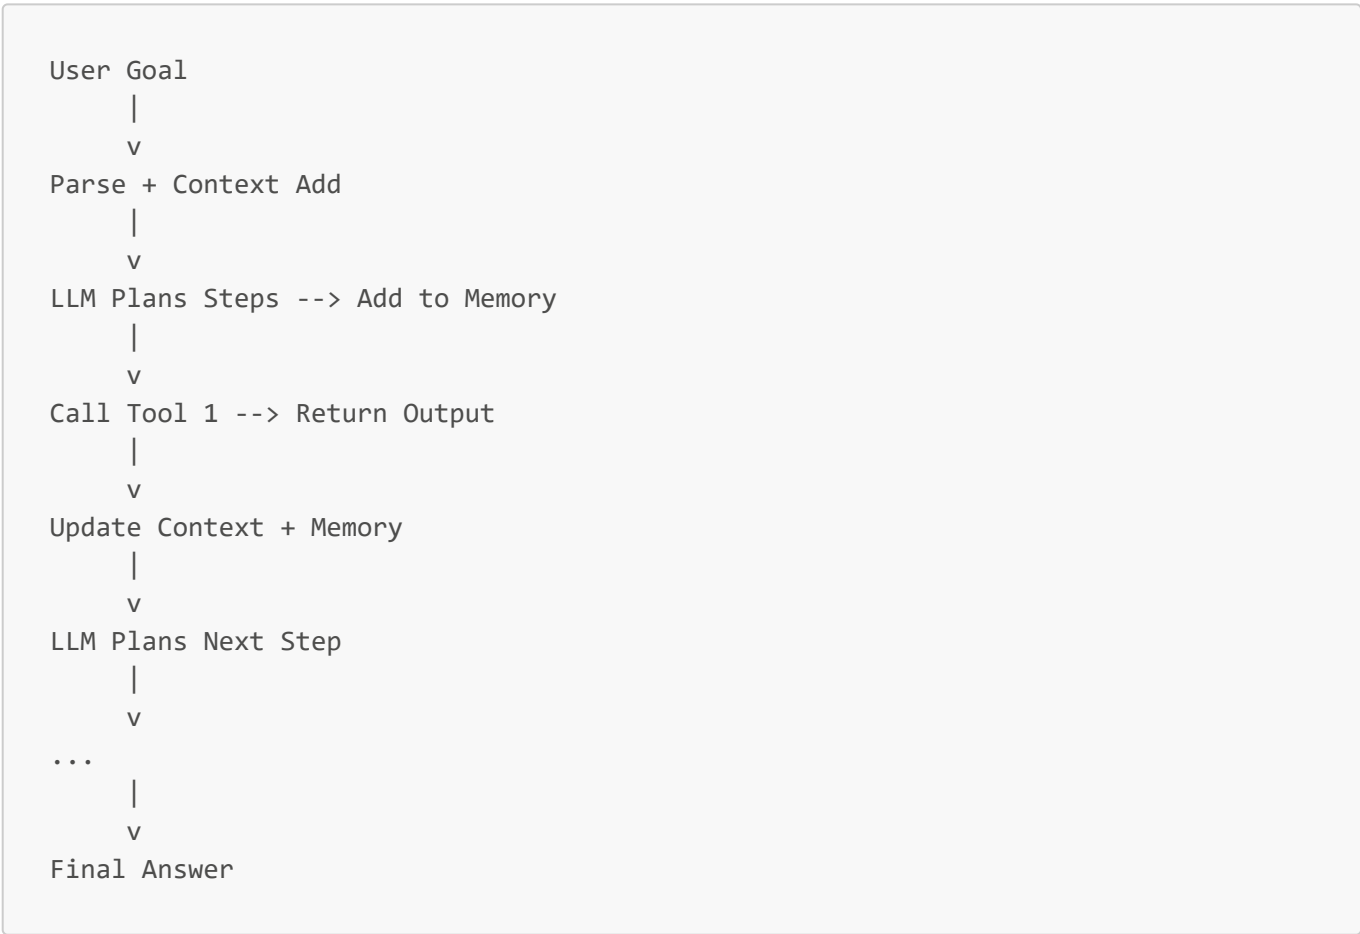 User Goal
|
v
Parse + Context Add
|
v
LLM Plans Steps --> Add to Memory
|
v
Call Tool 1 --> Return Output
|
v
Update Context + Memory
|
v
LLM Plans Next Step
|
v
...
|
v
Final Answer